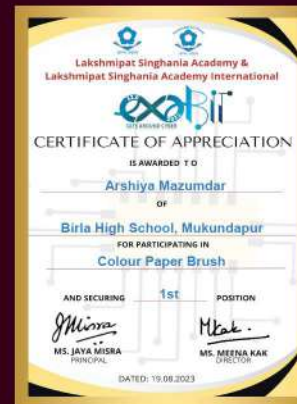 Lakshmipat Singhania Academy &
Lakshmipat Singhania Academy International
exaBIT
CERTIFICATE OF APPRECIATION
IS AWARDED T O
Arshiya Mazumdar
OF
Birla High School, Mukundapur
FOR PARTICIPATING IN
Colour Paper Brush
AND SECURING 1st POSITION
MS. JAYA MISRA
PRINCIPAL
MS. MEENA KAK
DIRECTOR
DATED: 19.08.2023